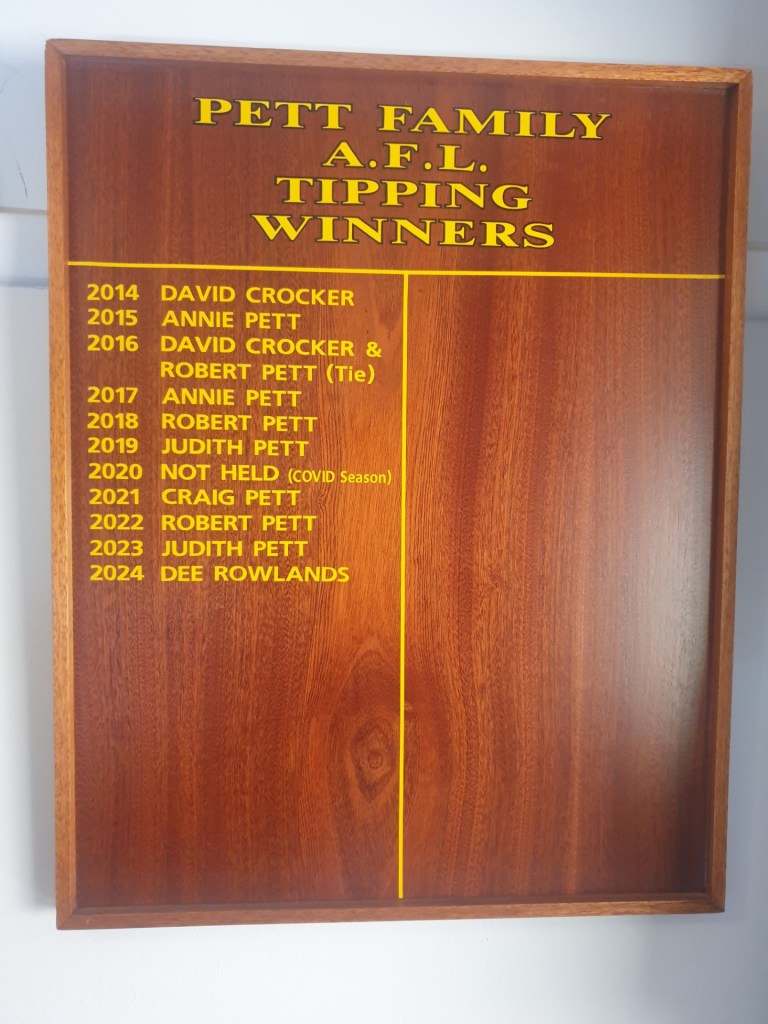 PETT FAMILY
A.F.L.
TIPPING
WINNERS
2014 DAVID CROCKER
2015 ANNIE PETT
2016 DAVID CROCKER &
ROBERT PETT (Tie)
2017 ANNIE PETT
2018 ROBERT PETT
2019 JUDITH PETT
2020 NOT HELD (COVID Season)
2021 CRAIG PETT
2022 ROBERT PETT
2023 JUDITH PETT
2024 DEE ROWLANDS